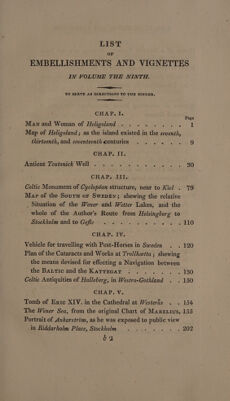 LIST
OF
EMBELLISHMENTS AND VIGNETTES
IN VOLUME THE NINTH.
TO SERVE AS DIRECTIONS TO THE BINDER.
CHAP. I.
Page
MAN and Woman of Heligoland . . . . . . . . 1
Map of Heligoland; as the island existed in the seventh,
thirteenth, and seventeenth centuries . . . . . . . 9
CHAP. II.
Antient Teutonick Well . . . . . . . . . . . 30
CHAP. III.
Celtic Monument of Cyclopéan structure, near to Kiel . . 79
MAP of the SOUTH OF SWEDEN; shewing the relative
Situation of the Wener and Wetter Lakes, and the
whole of the Author's Route from Helsingburg to
Stockholm and to Gefle . . . . . . . . . . . 110
CHAP. IV.
Vehicle for travelling with Post-Horses in Sweden . . 120
Plan of the Cataracts and Works at Trollhætta; shewing
the means devised for effecting a Navigation between
the BALTIC and the KATTEGAT . . . . . . . 130
Celtic Antiquities of Halleberg, in Westro-Gothland . . 150
CHAP. V.
Tomb of ERIC XIV. in the Cathedral at Westerås . . 154
The Wener Sea, from the original Chart of MARELIUS, 155
Portrait of Ankarström, as he was exposed to public view
in Riddarholm Place, Stockholm . . . . . . . 202
b 2